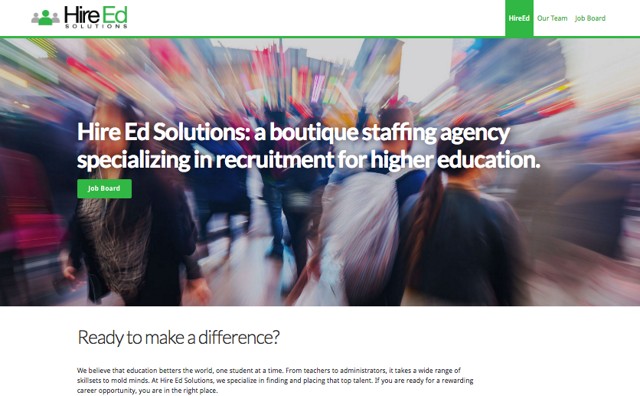 Hire Ed
SOLUTIONS
HireEd
Our Team
Job Board
Hire Ed Solutions: a boutique staffing agency
specializing in recruitment for higher education.
Job Board
Ready to make a difference?
We believe that education betters the world, one student at a time. From teachers to administrators, it takes a wide range of
skillsets to mold minds. At Hire Ed Solutions, we specialize in finding and placing that top talent. If you are ready for a rewarding
career opportunity, you are in the right place.